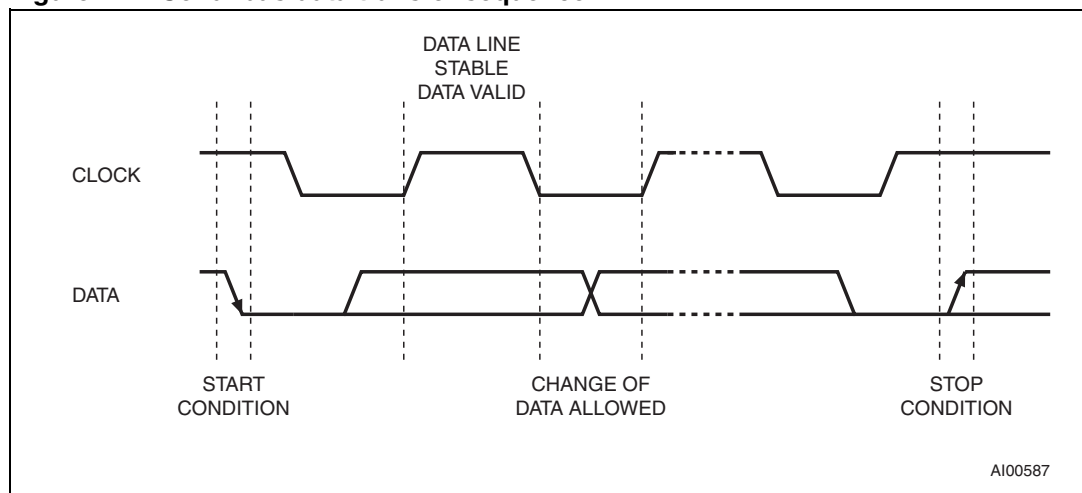 DATA LINE
STABLE
DATA VALID
CLOCK
DATA
START
CONDITION
CHANGE OF
DATA ALLOWED
STOP
CONDITION
AI00587